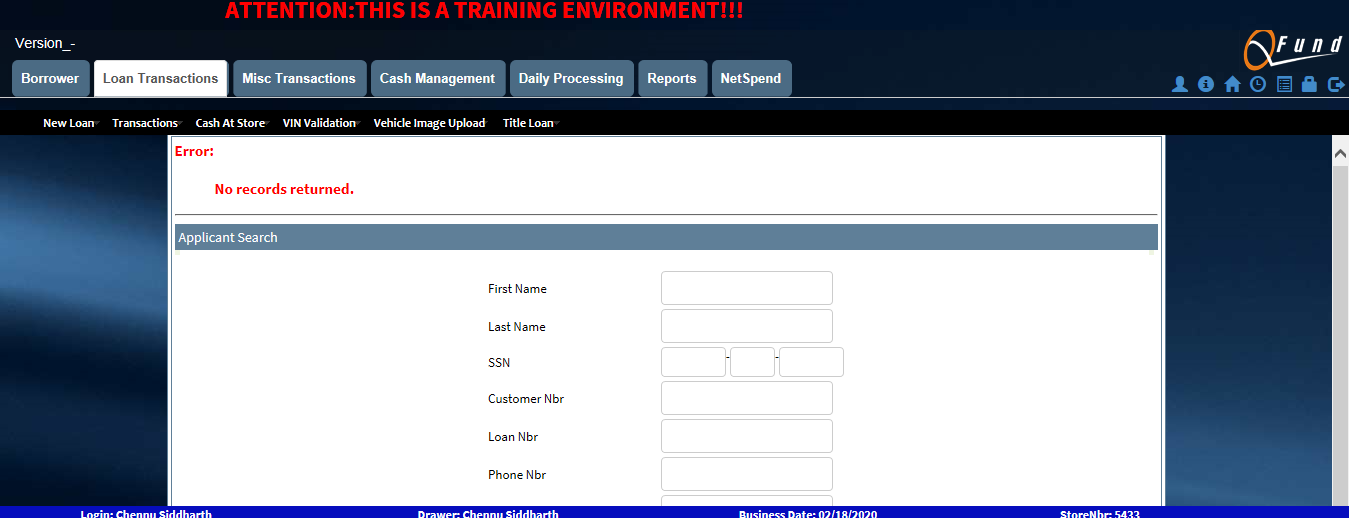 ATTENTION:THIS IS A TRAINING ENVIRONMENT!!!
Version_-
QFund
Borrower Loan Transactions Misc Transactions Cash Management Daily Processing Reports NetSpend
New Loan Transactions Cash At Store VIN Validation Vehicle Image Upload Title Loan
Error:
No records returned.
Applicant Search
First Name
Last Name
SSN - -
Customer Nbr
Loan Nbr
Phone Nbr
Login: Chennu Siddharth Drawer: Chennu Siddharth Business Date: 02/18/2020 StoreNbr: 5433